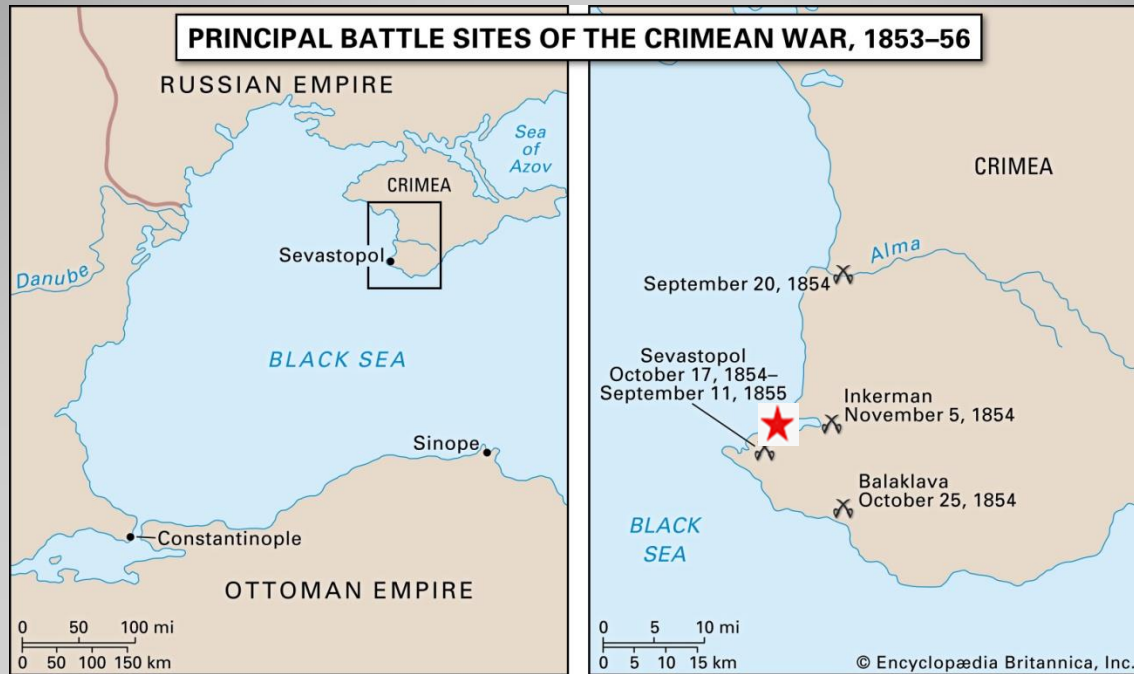 PRINCIPAL BATTLE SITES OF THE CRIMEAN WAR, 1853–56
RUSSIAN EMPIRE
Sea
of
Azov
CRIMEA
Sevastopol
Danube
BLACK SEA
Sinope
Constantinople
OTTOMAN EMPIRE
0 50 100 mi
0 50 100 150 km
CRIMEA
Alma
September 20, 1854
Sevastopol
October 17, 1854–
September 11, 1855
Inkerman
November 5, 1854
Balaklava
October 25, 1854
BLACK
SEA
0 5 10 mi
0 5 10 15 km
© Encyclopædia Britannica, Inc.